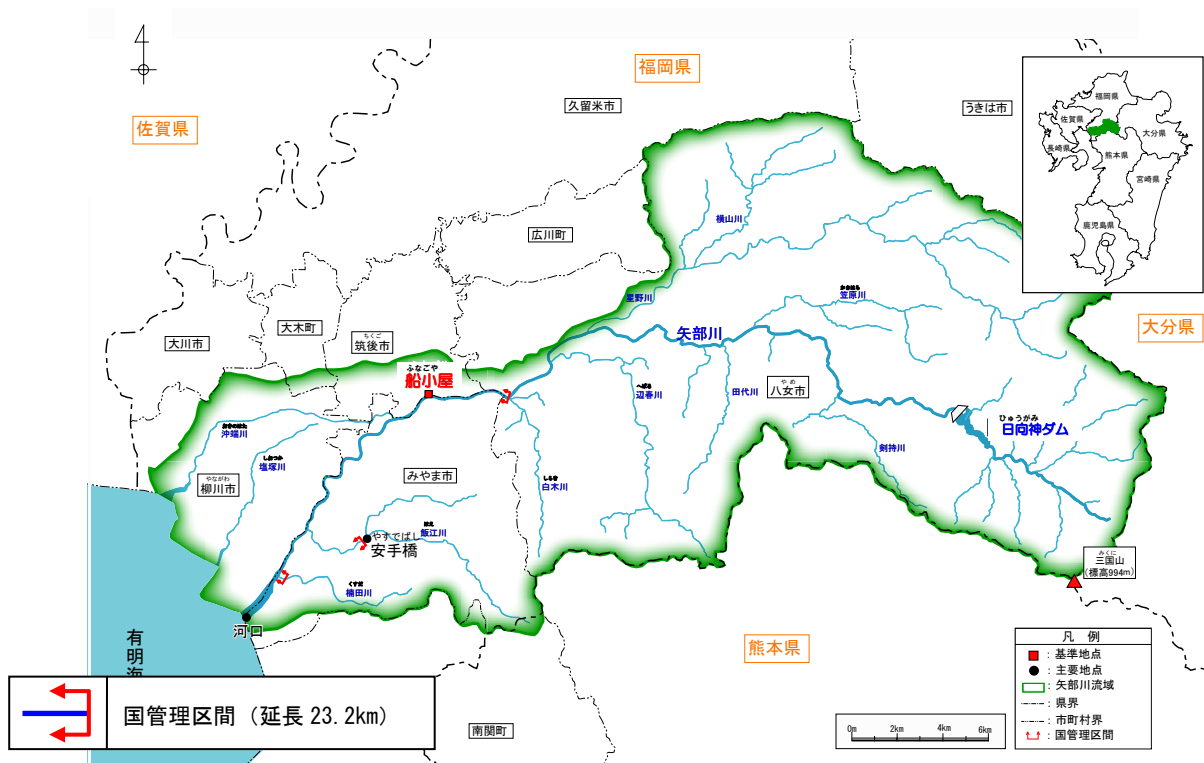 福岡県
佐賀県
久留米市
うきは市
福岡県
佐賀県
大分県
長崎県
熊本県
宮崎県
鹿児島県
横山川
広川町
星野川
かさはら
笠原川
大木町
大川市
ちくご
筑後市
矢部川
大分県
ふなごや
船小屋
へばる
辺春川
田代川
やめ
八女市
ひゅうがみ
日向神ダム
おきのはた
沖端川
しおつか
塩塚川
やながわ
柳川市
みやま市
しらき
白木川
剣持川
はえ
飯江川
やすでばし
安手橋
くすだ
楠田川
みくに
三国山
(標高994m)
河口
有明海
熊本県
南関町
国管理区間 (延長 23.2km)
0m 2km 4km 6km
凡 例
: 基準地点
: 主要地点
: 矢部川流域
: 県界
: 市町村界
: 国管理区間